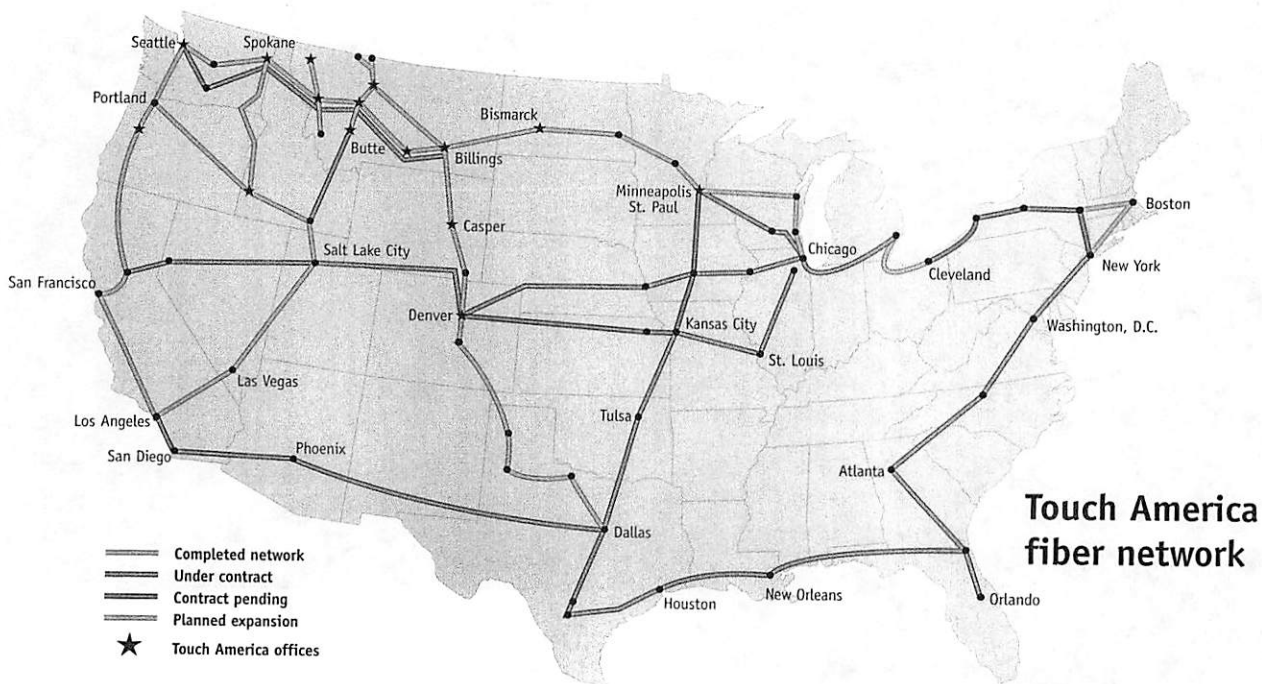 Seattle
Spokane
Portland
Bismarck
Butte
Billings
Minneapolis
St. Paul
Boston
Casper
Chicago
Salt Lake City
Cleveland
New York
San Francisco
Denver
Kansas City
Washington, D.C.
St. Louis
Las Vegas
Tulsa
Los Angeles
Phoenix
San Diego
Atlanta
Touch America
fiber network
Dallas
Completed network
Under contract
Contract pending
Planned expansion
Touch America offices
Houston
New Orleans
Orlando